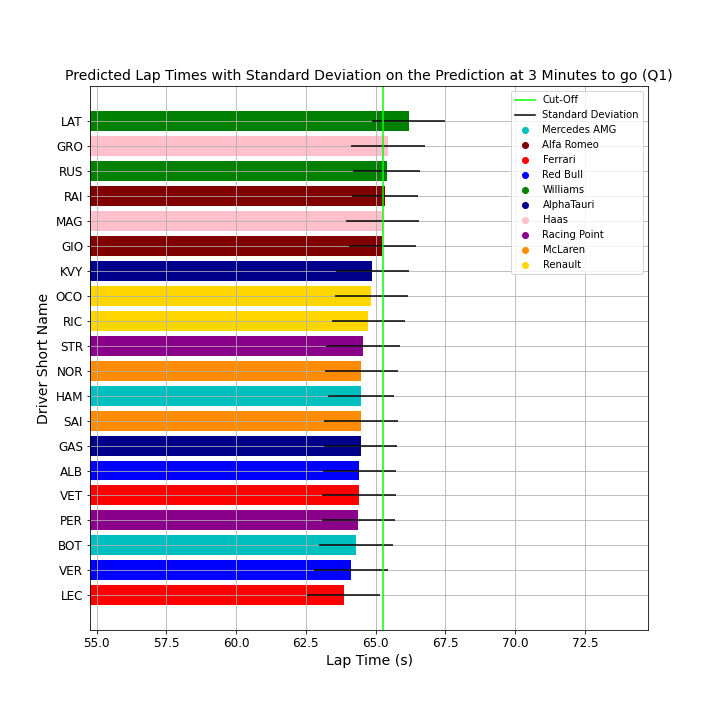 Predicted Lap Times with Standard Deviation on the Prediction at 3 Minutes to go (Q1)
Cut-Off
Standard Deviation
Mercedes AMG
Alfa Romeo
Ferrari
Red Bull
Williams
AlphaTauri
Haas
Racing Point
McLaren
Renault
Driver Short Name
LAT
GRO
RUS
RAI
MAG
GIO
KVY
OCO
RIC
STR
NOR
HAM
SAI
GAS
ALB
VET
PER
BOT
VER
LEC
55.0 57.5 60.0 62.5 65.0 67.5 70.0 72.5
Lap Time (s)